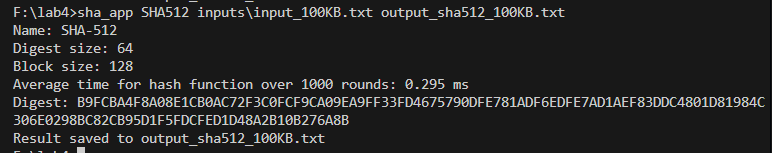 F:\lab4>sha_app SHA512 inputs\input_100KB.txt output_sha512_100KB.txt
Name: SHA-512
Digest size: 64
Block size: 128
Average time for hash function over 1000 rounds: 0.295 ms
Digest: B9FCBA4F8A08E1CB0AC72F3C0FCF9CA09EA9FF33FD4675790DFE781ADF6EDFE7AD1AEF83DDC4801D81984C
306E0298BC82CB95D1F5FDCFED1D48A2B10B276A8B
Result saved to output_sha512_100KB.txt